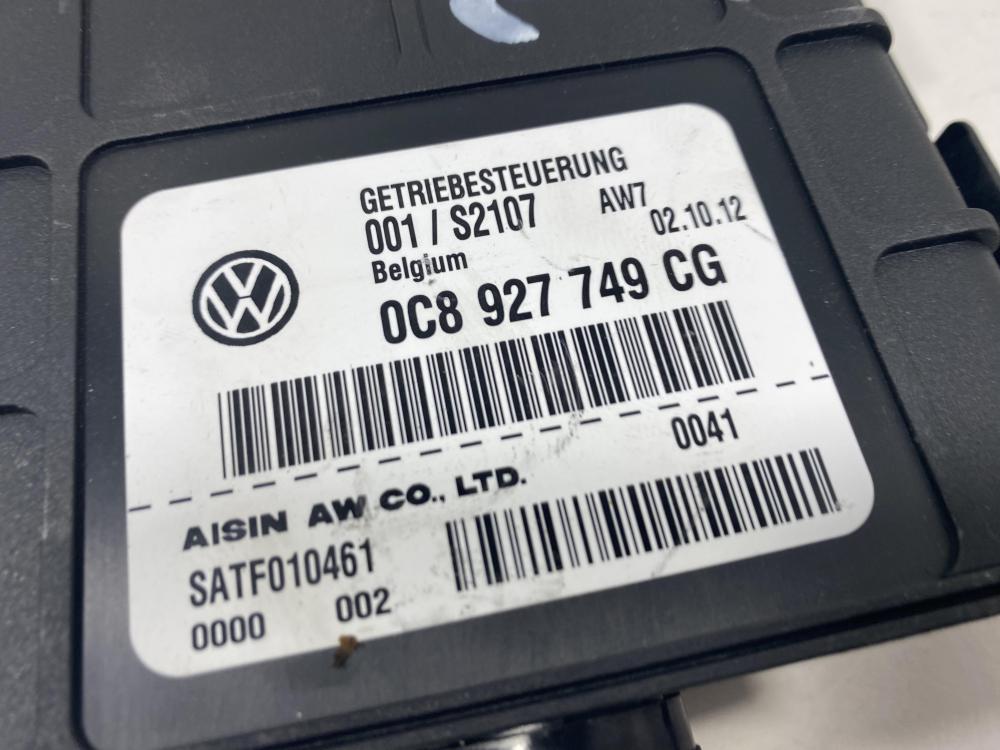 GETRIEBESTEUERUNG
001 / S2107 AW7 02.10.12
Belgium
0C8 927 749 CG
0041
AISIN AW CO., LTD.
SATF010461
0000 002